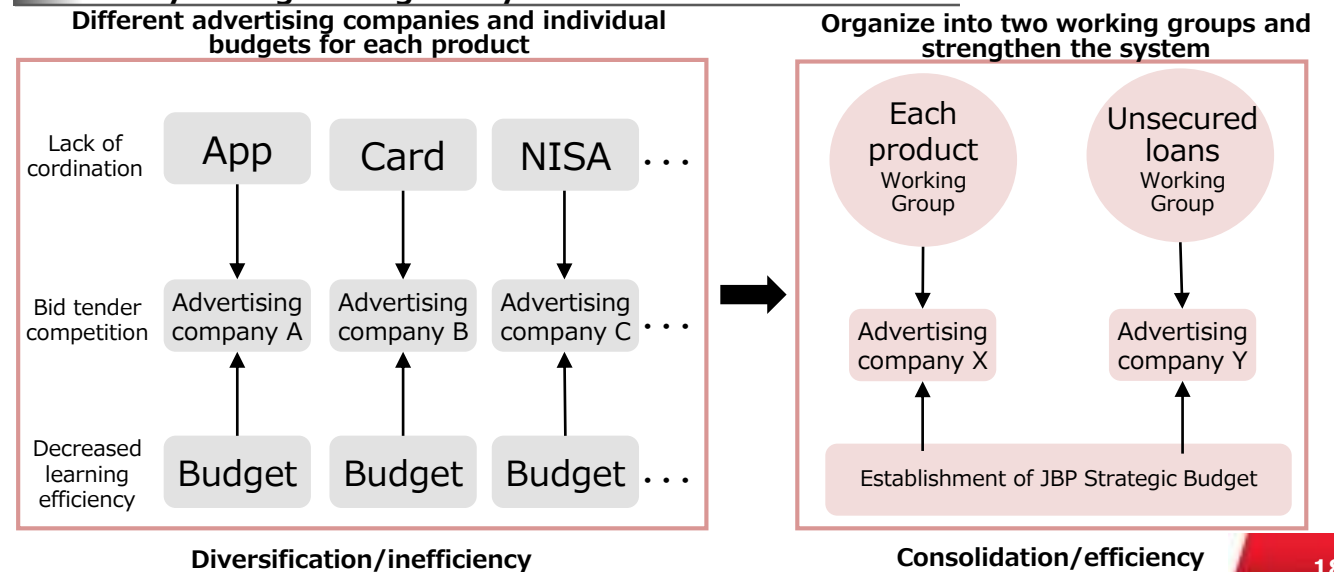 Different advertising companies and individual
budgets for each product
Lack of
cordination
App
Card
NISA
...
Bid tender
competition
Advertising
company A
Advertising
company B
Advertising
company C
...
Decreased
learning
efficiency
Budget
Budget
Budget
...
Diversification/inefficiency
Organize into two working groups and
strengthen the system
Each
product
Working
Group
Unsecured
loans
Working
Group
Advertising
company X
Advertising
company Y
Establishment of JBP Strategic Budget
Consolidation/efficiency